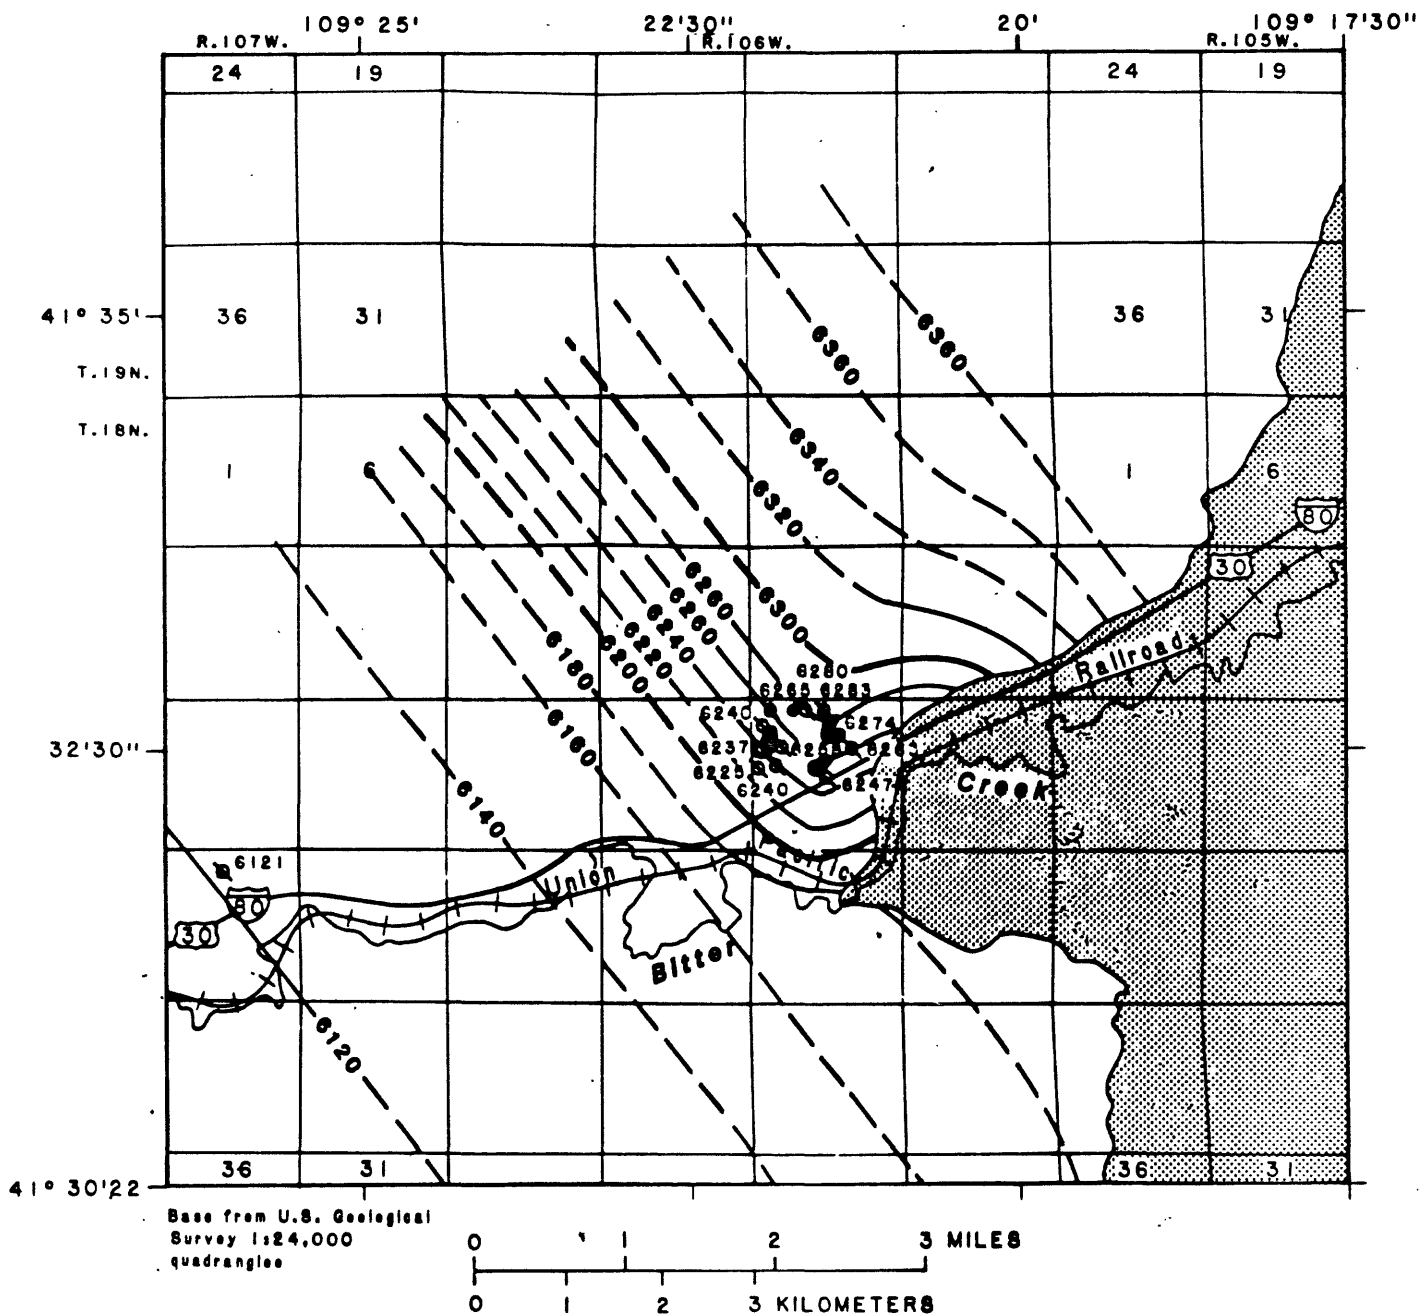 109° 25' 22'30" 20' 109° 17'30"
R.107W. R.106W. R.105W.
24 19 24 19
41° 35' 36 31 36 31
T.19N.
T.18N.
1 6 1 6
6360
6360
6340
6320
80
30
6260
6260
6300
6240
6220
6200
6180
6280
Railroad
6265 6283
6240 6274
32'30" 6160 6237 6258 6263
6225 6247
6240
Creek
6140
Pacific
6121
Union
80
30
Bitter
6120
36 31 36 31
41° 30'22
Base from U.S. Geological
Survey 1:24,000
quadrangles
0 1 2 3 MILES
0 1 2 3 KILOMETERS